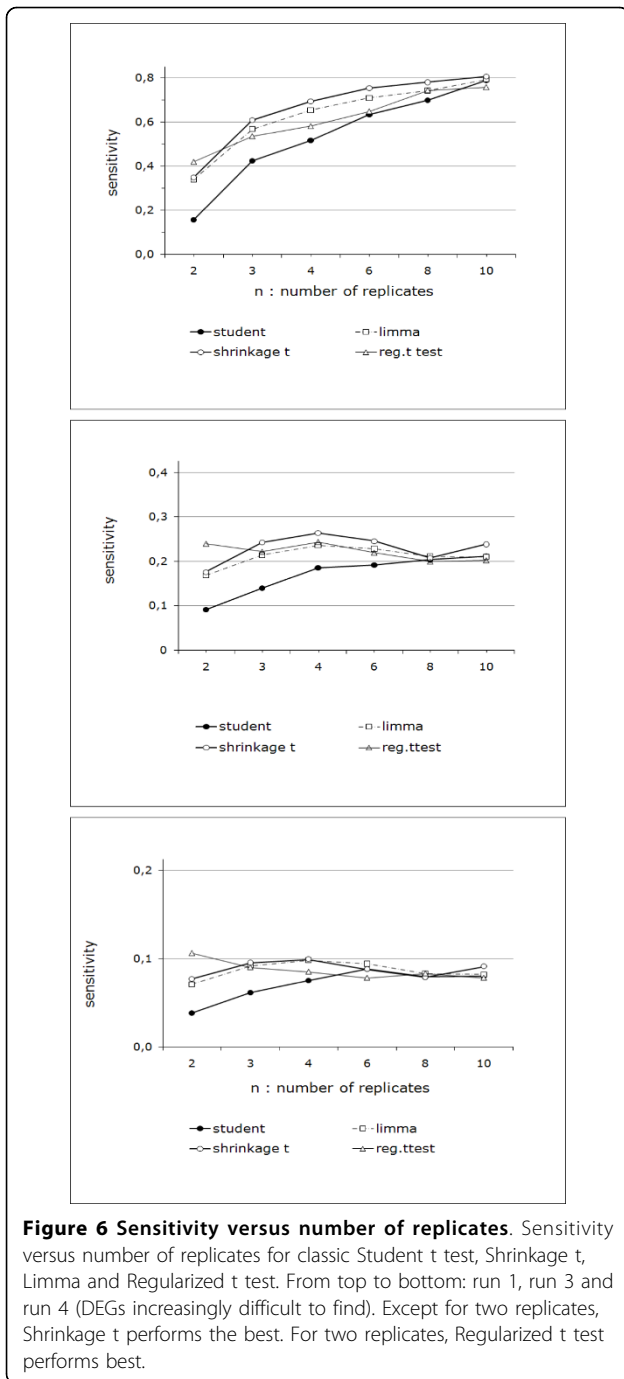 0,8
0,6
0,4
0,2
0,0
sensitivity
2 3 4 6 8 10
n : number of replicates
student limma
shrinkage t reg.t test
0,4
0,3
0,2
0,1
0
sensitivity
2 3 4 6 8 10
student limma
shrinkage t reg.ttest
0,2
0,1
0,0
sensitivity
2 3 4 6 8 10
n : number of replicates
student limma
shrinkage t reg.ttest
Figure 6 Sensitivity versus number of replicates. Sensitivity
versus number of replicates for classic Student t test, Shrinkage t,
Limma and Regularized t test. From top to bottom: run 1, run 3 and
run 4 (DEGs increasingly difficult to find). Except for two replicates,
Shrinkage t performs the best. For two replicates, Regularized t test
performs best.